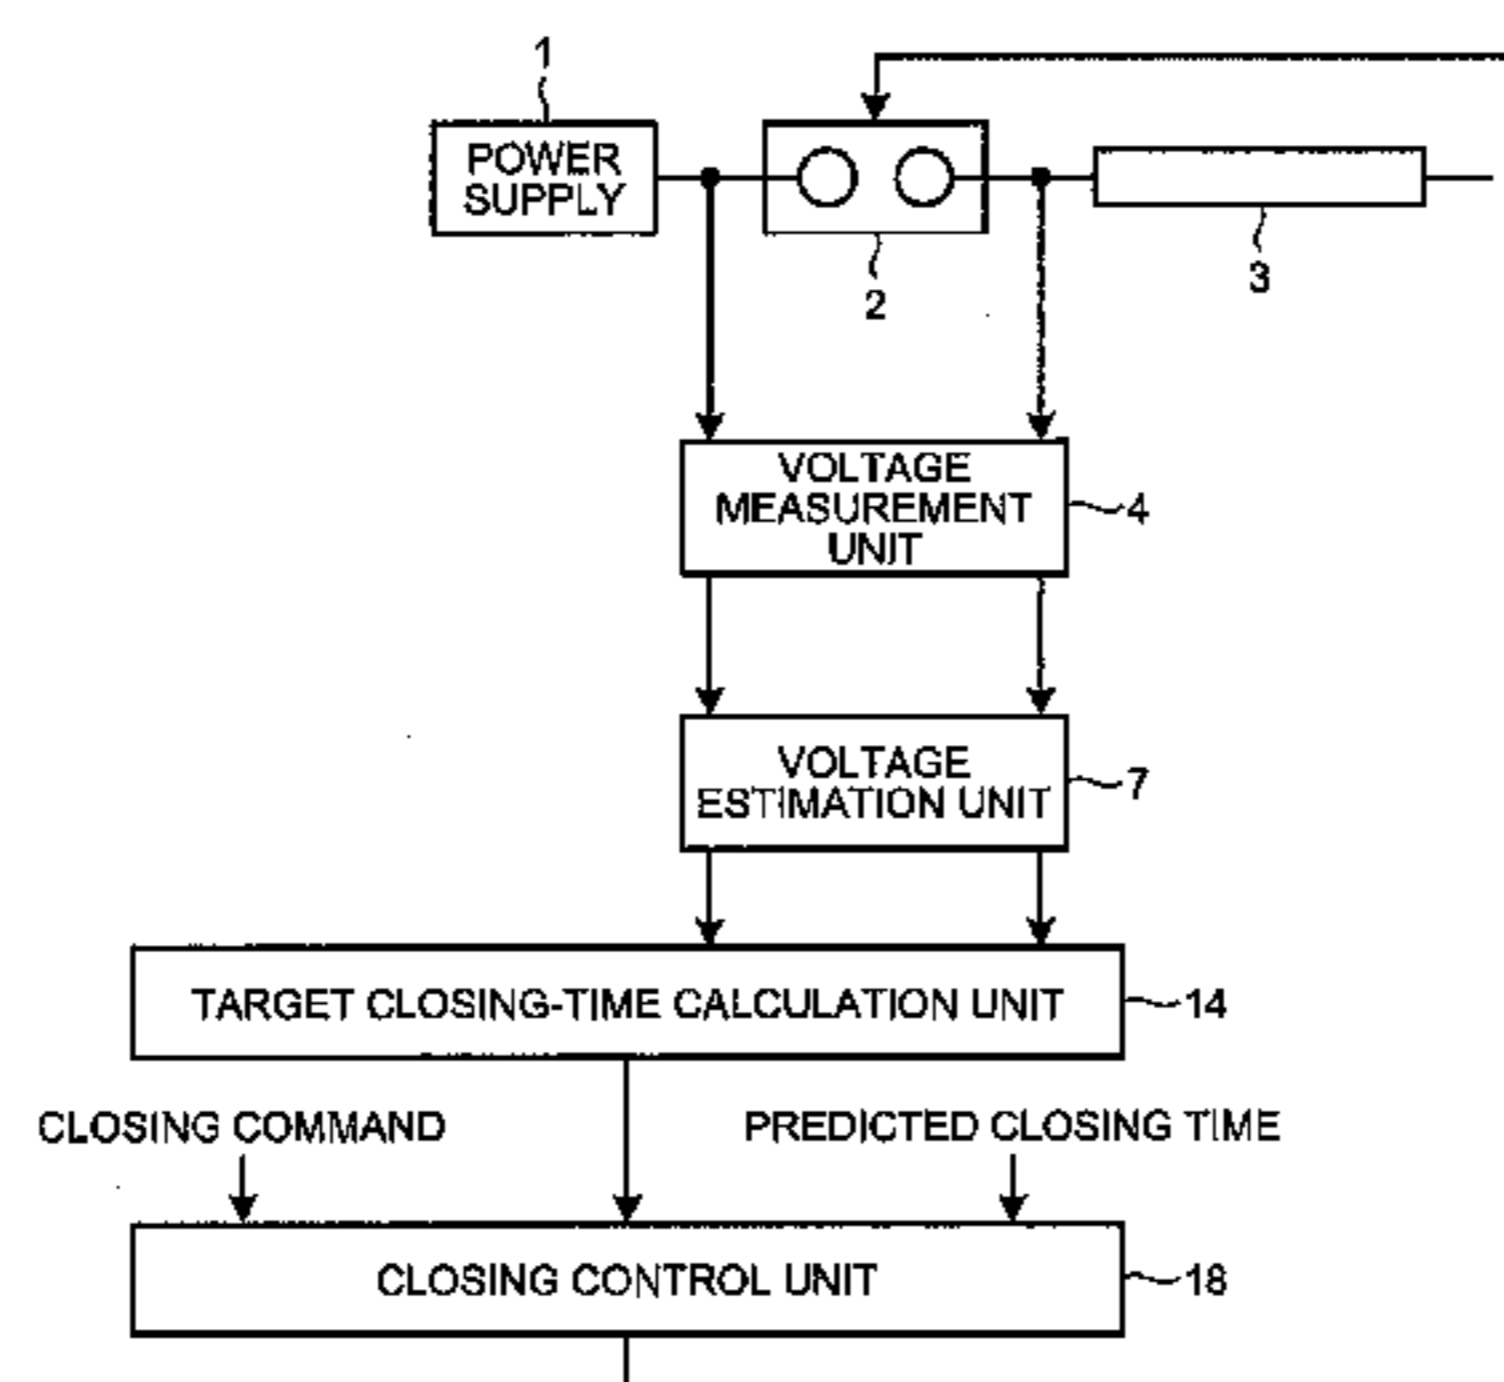 1
POWER
SUPPLY
2
3
VOLTAGE
MEASUREMENT
UNIT
4
VOLTAGE
ESTIMATION UNIT
7
TARGET CLOSING-TIME CALCULATION UNIT
14
CLOSING COMMAND
PREDICTED CLOSING TIME
CLOSING CONTROL UNIT
18